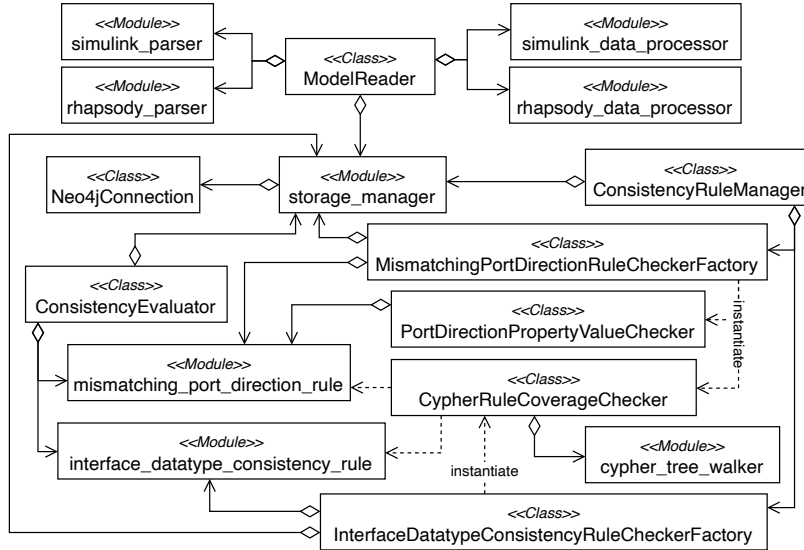 <<Module>>
simulink_parser
<<Class>>
ModelReader
<<Module>>
simulink_data_processor
<<Module>>
rhapsody_parser
<<Module>>
rhapsody_data_processor
<<Class>>
Neo4jConnection
<<Module>>
storage_manager
<<Class>>
ConsistencyRuleManager
<<Class>>
MismatchingPortDirectionRuleCheckerFactory
<<Class>>
ConsistencyEvaluator
<<Class>>
PortDirectionPropertyValueChecker
instantiate
<<Module>>
mismatching_port_direction_rule
<<Class>>
CypherRuleCoverageChecker
<<Module>>
interface_datatype_consistency_rule
<<Module>>
cypher_tree_walker
instantiate
<<Class>>
InterfaceDatatypeConsistencyRuleCheckerFactory